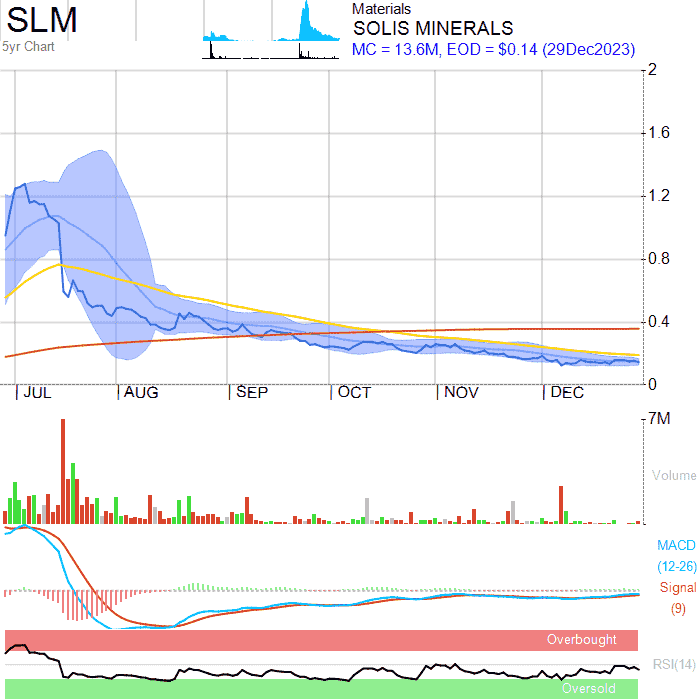 SLM
5yr Chart
Materials
SOLIS MINERALS
MC = 13.6M, EOD = $0.14 (29Dec2023)
2
1.6
1.2
0.8
0.4
0
JUL AUG SEP OCT NOV DEC
7M
Volume
MACD
(12-26)
Signal
(9)
Overbought
RSI(14)
Oversold